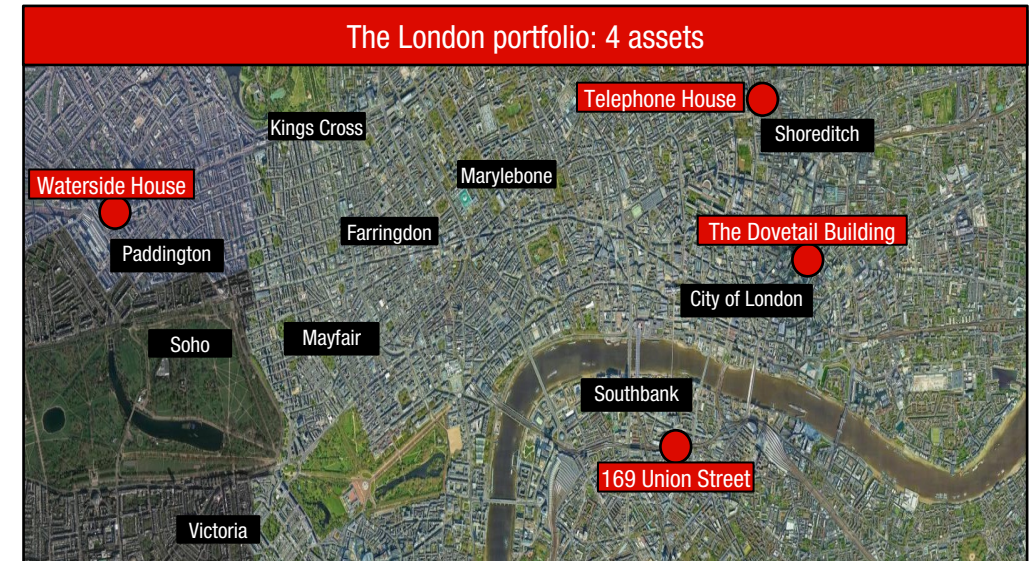 The London portfolio: 4 assets
Telephone House
Kings Cross
Shoreditch
Marylebone
Waterside House
Farringdon
The Dovetail Building
Paddington
City of London
Soho
Mayfair
Southbank
169 Union Street
Victoria